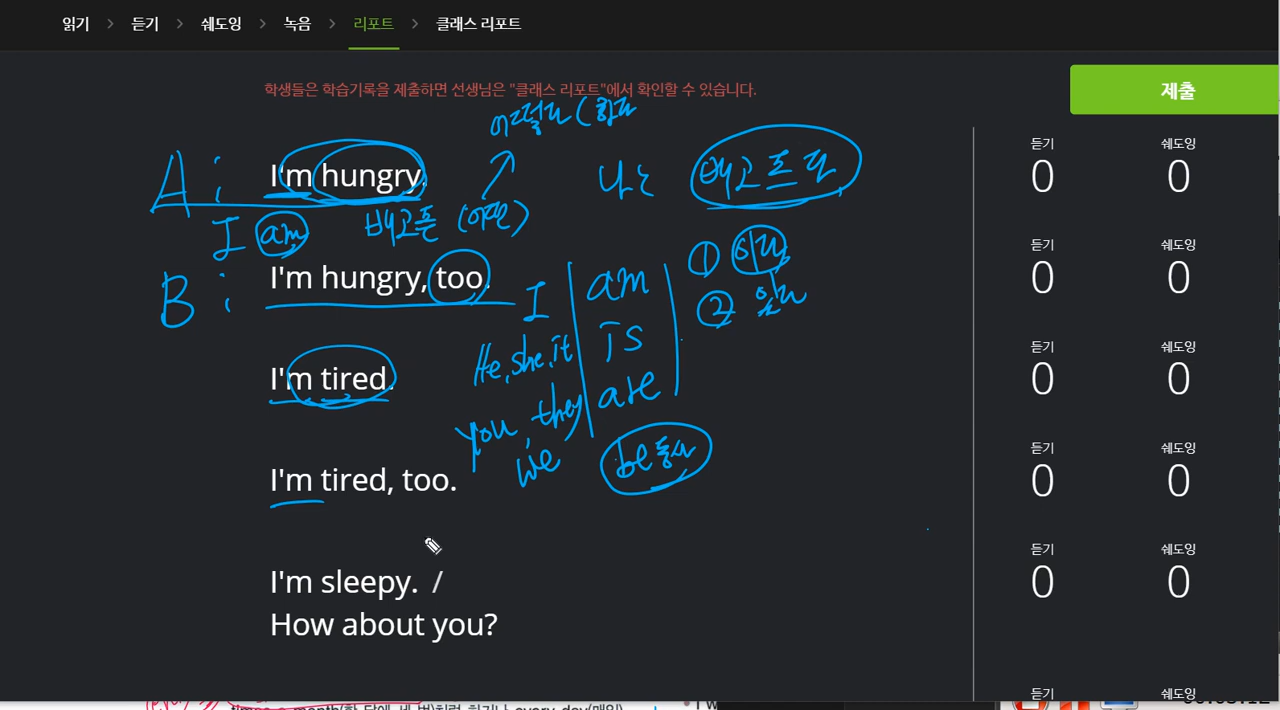 읽기 > 듣기 > 쉐도잉 > 녹음 > 리포트 > 클래스 리포트
학생들은 학습기록을 제출하면 선생님은 "클래스 리포트"에서 확인할 수 있습니다.
제출
어떻다(하다
A: I'm hungry. 나는 배고프다
I am 배고픈 (어떤)
B: I'm hungry, too.
① 이다
② 있다
I am
He, she, it is
you, they are
we
be동사
I'm tired.
I'm tired, too.
I'm sleepy. /
How about you?
듣기 쉐도잉
0 0
듣기 쉐도잉
0 0
듣기 쉐도잉
0 0
듣기 쉐도잉
0 0
듣기 쉐도잉
0 0
듣기 쉐도잉